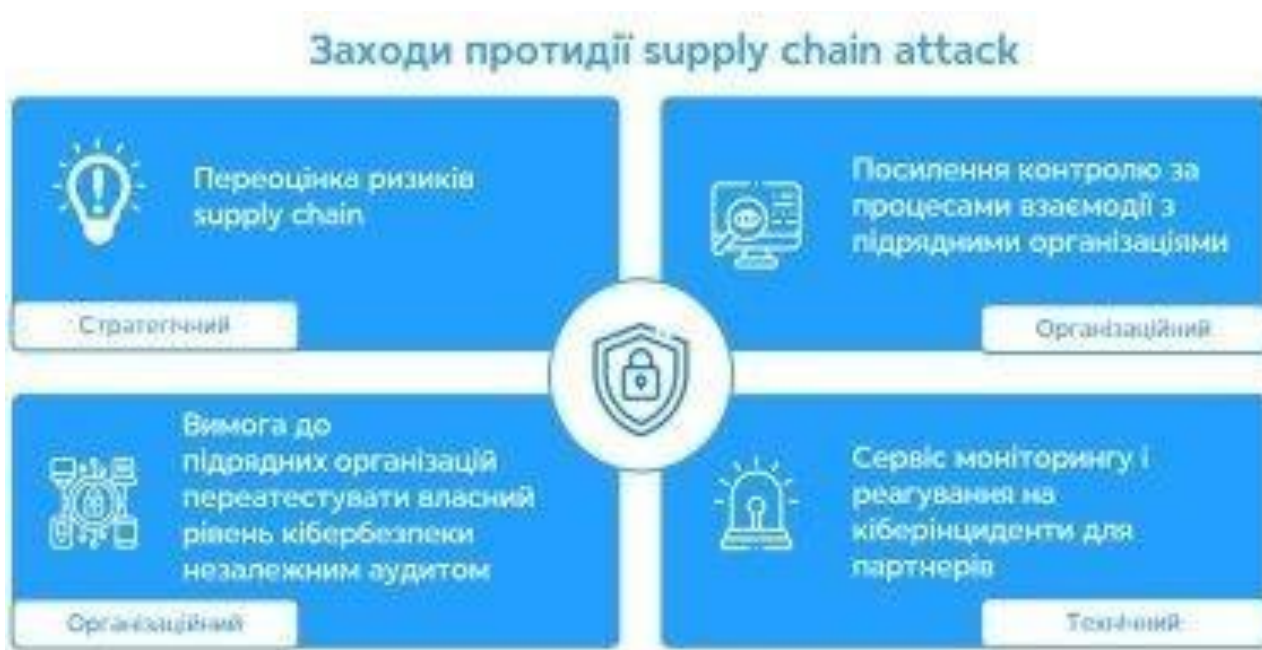 Заходи протидії supply chain attack
Переоцінка ризиків
supply chain
Стратегічний
Посилення контролю за
процесами взаємодії з
підрядними організаціями
Організаційний
Вимога до
підрядних організацій
переатестувати власний
рівень кібербезпеки
незалежним аудитом
Організаційний
Сервіс моніторингу і
реагування на
кіберінциденти для
партнерів
Технічний